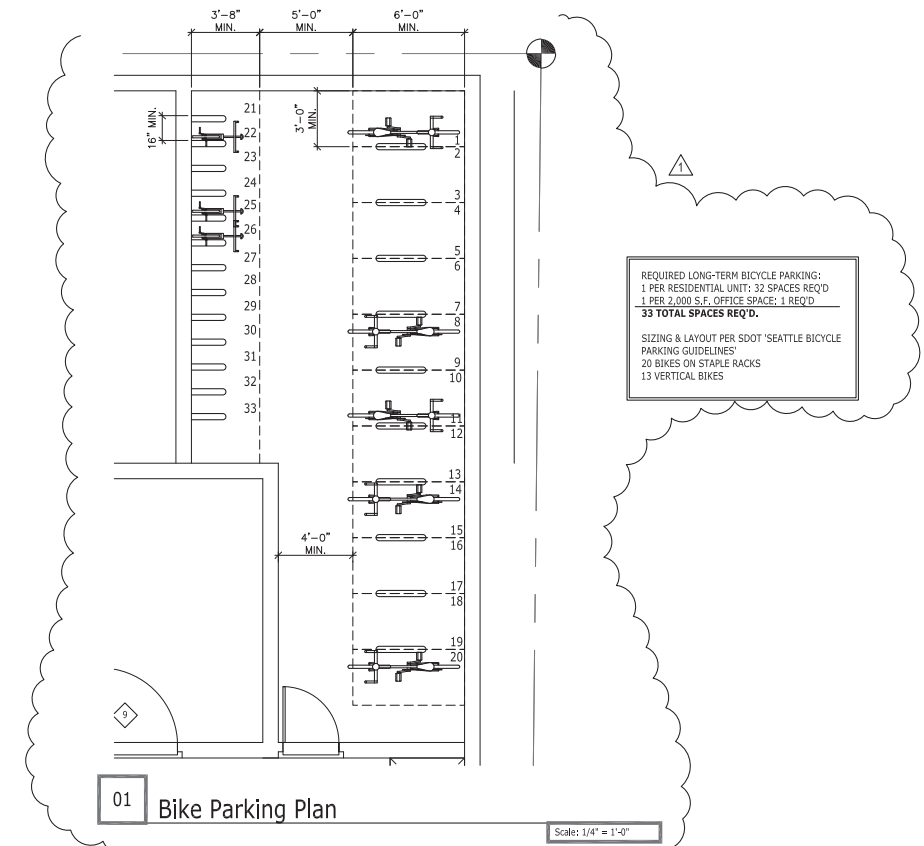 3'-8"
MIN.
5'-0"
MIN.
6'-0"
MIN.
16" MIN.
3'-0"
MIN.
21
22
23
24
25
26
27
28
29
30
31
32
33
1
2
3
4
5
6
7
8
9
10
11
12
13
14
15
16
17
18
19
20
4'-0"
MIN.
9
1
REQUIRED LONG-TERM BICYCLE PARKING:
1 PER RESIDENTIAL UNIT: 32 SPACES REQ'D
1 PER 2,000 S.F. OFFICE SPACE: 1 REQ'D
33 TOTAL SPACES REQ'D.
SIZING & LAYOUT PER SDOT 'SEATTLE BICYCLE
PARKING GUIDELINES'
20 BIKES ON STAPLE RACKS
13 VERTICAL BIKES
01
Bike Parking Plan
Scale: 1/4" = 1'-0"